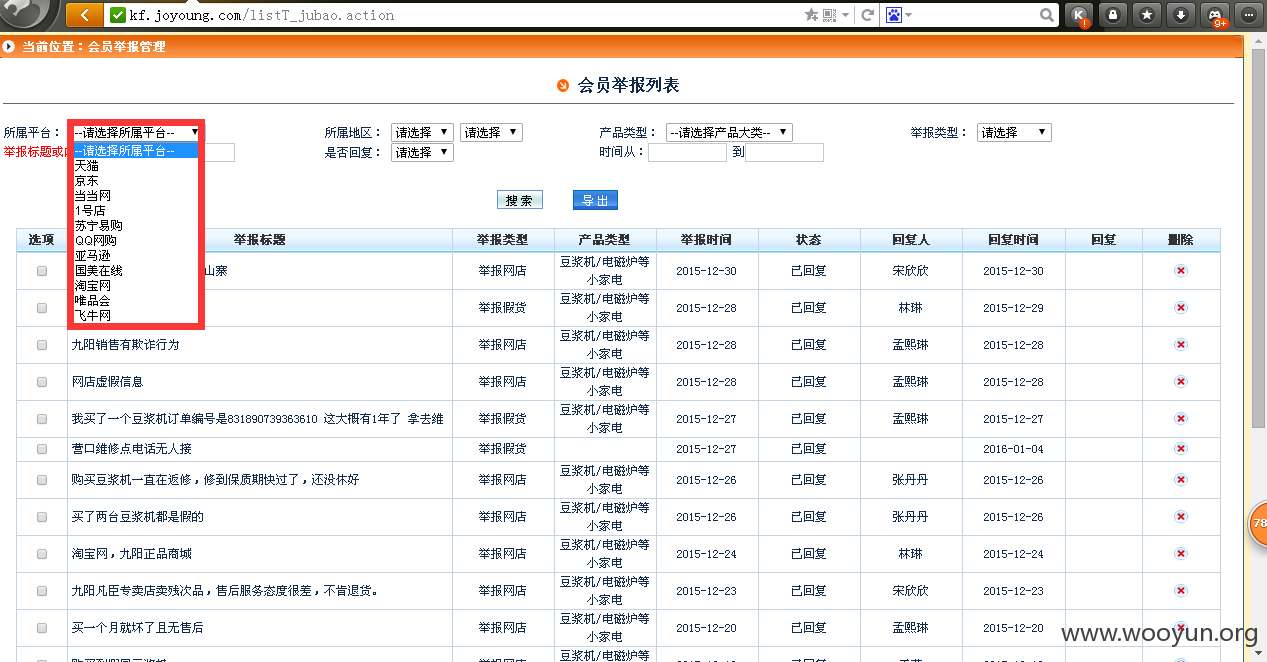 kf.joyoung.com/listT_jubao.action
K
9+
当前位置：会员举报管理
会员举报列表
所属平台： --请选择所属平台-- 所属地区： 请选择 请选择 产品类型： --请选择产品大类-- 举报类型： 请选择
举报标题或 是否回复： 请选择 时间从： 到
--请选择所属平台--
天猫
京东
当当网
1号店
苏宁易购
QQ网购
亚马逊
国美在线
淘宝网
唯品会
飞牛网
搜 索 导 出
选项 举报标题 举报类型 产品类型 举报时间 状态 回复人 回复时间 回复 删除
山寨 举报网店 豆浆机/电磁炉等小家电 2015-12-30 已回复 宋欣欣 2015-12-30
举报假货 豆浆机/电磁炉等小家电 2015-12-28 已回复 林琳 2015-12-29
九阳销售有欺诈行为 举报网店 豆浆机/电磁炉等小家电 2015-12-28 已回复 孟熙琳 2015-12-28
网店虚假信息 举报网店 豆浆机/电磁炉等小家电 2015-12-28 已回复 孟熙琳 2015-12-28
我买了一个豆浆机订单编号是831890739363610 这大概有1年了 拿去维 举报假货 豆浆机/电磁炉等小家电 2015-12-27 已回复 孟熙琳 2015-12-27
营口维修点电话无人接 举报假货 2015-12-27 已回复 2016-01-04
购买豆浆机一直在返修，修到保质期快过了，还没休好 举报网店 豆浆机/电磁炉等小家电 2015-12-26 已回复 张丹丹 2015-12-26
买了两台豆浆机都是假的 举报网店 豆浆机/电磁炉等小家电 2015-12-26 已回复 张丹丹 2015-12-26
淘宝网，九阳正品商城 举报网店 豆浆机/电磁炉等小家电 2015-12-24 已回复 林琳 2015-12-24
九阳凡臣专卖店卖残次品，售后服务态度很差，不肯退货。 举报网店 豆浆机/电磁炉等小家电 2015-12-23 已回复 宋欣欣 2015-12-23
买一个月就坏了且无售后 举报网店 豆浆机/电磁炉等小家电 2015-12-20 已回复 孟熙琳 2015-12-20
豆浆机/电磁炉等
78
www.wooyun.org